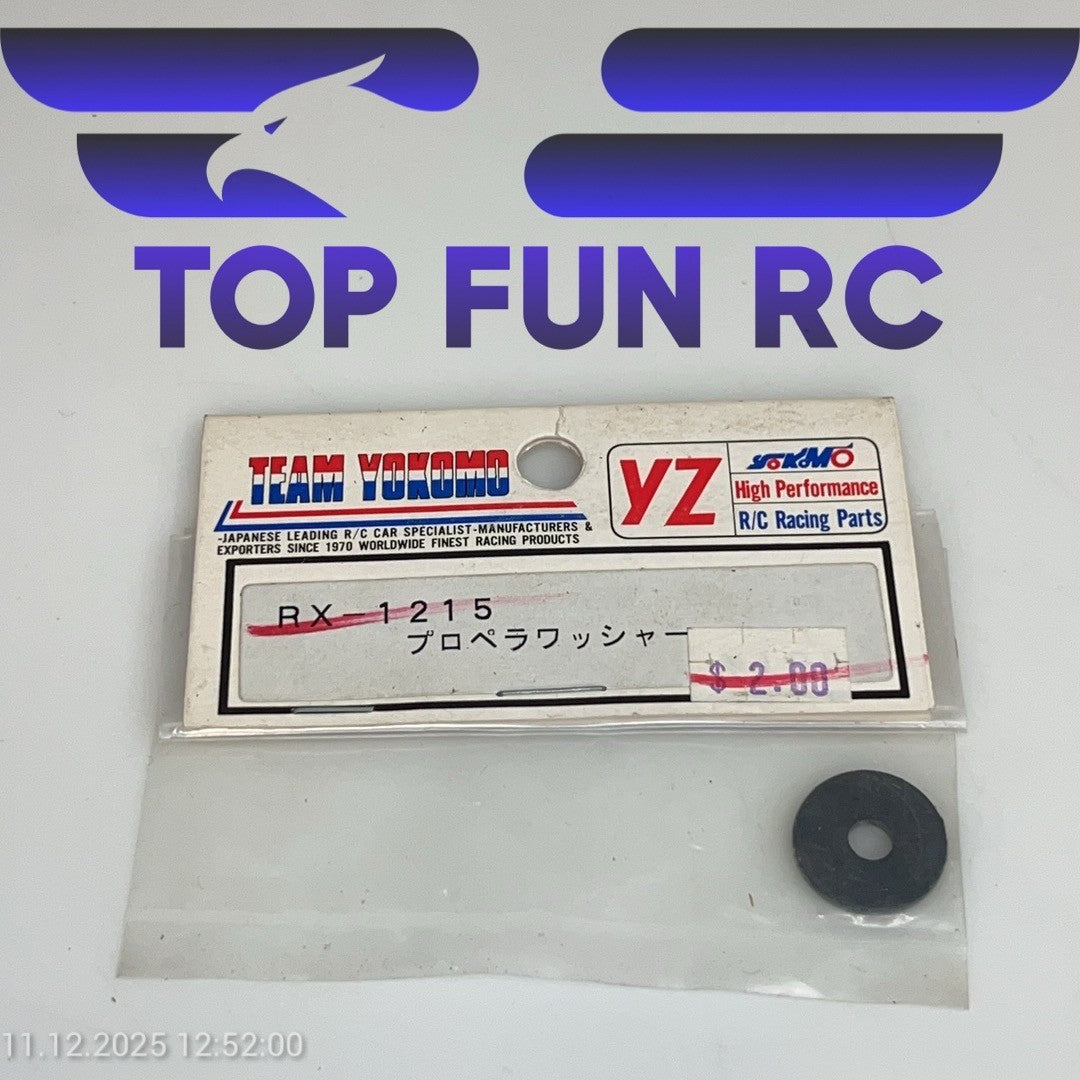 TOP FUN RC
TEAM YOKOMO
-JAPANESE LEADING R/C CAR SPECIALIST-MANUFACTURERS &
EXPORTERS SINCE 1970 WORLDWIDE FINEST RACING PRODUCTS
YZ
YOKOMO
High Performance
R/C Racing Parts
RX-1215
プロペラワッシャー
$ 2.00
11.12.2025 12:52:00